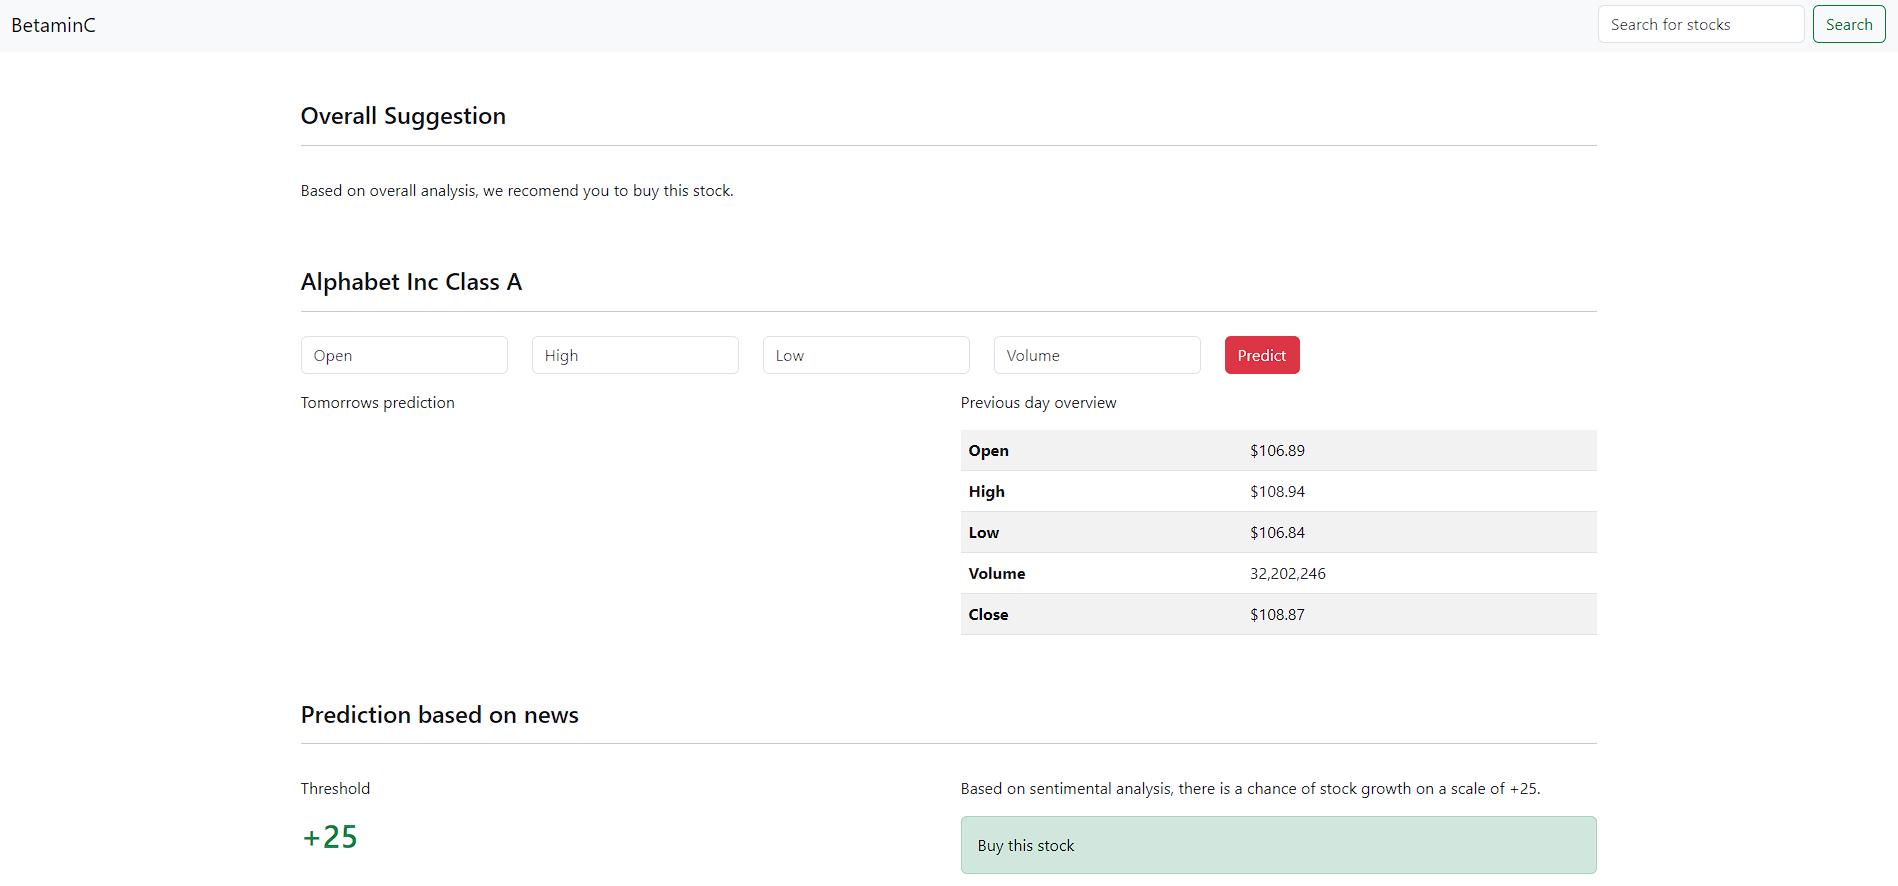 BetaminC
Search for stocks
Search
Overall Suggestion
Based on overall analysis, we recomend you to buy this stock.
Alphabet Inc Class A
Open
High
Low
Volume
Predict
Tomorrows prediction
Previous day overview
Open $106.89
High $108.94
Low $106.84
Volume 32,202,246
Close $108.87
Prediction based on news
Threshold
+25
Based on sentimental analysis, there is a chance of stock growth on a scale of +25.
Buy this stock